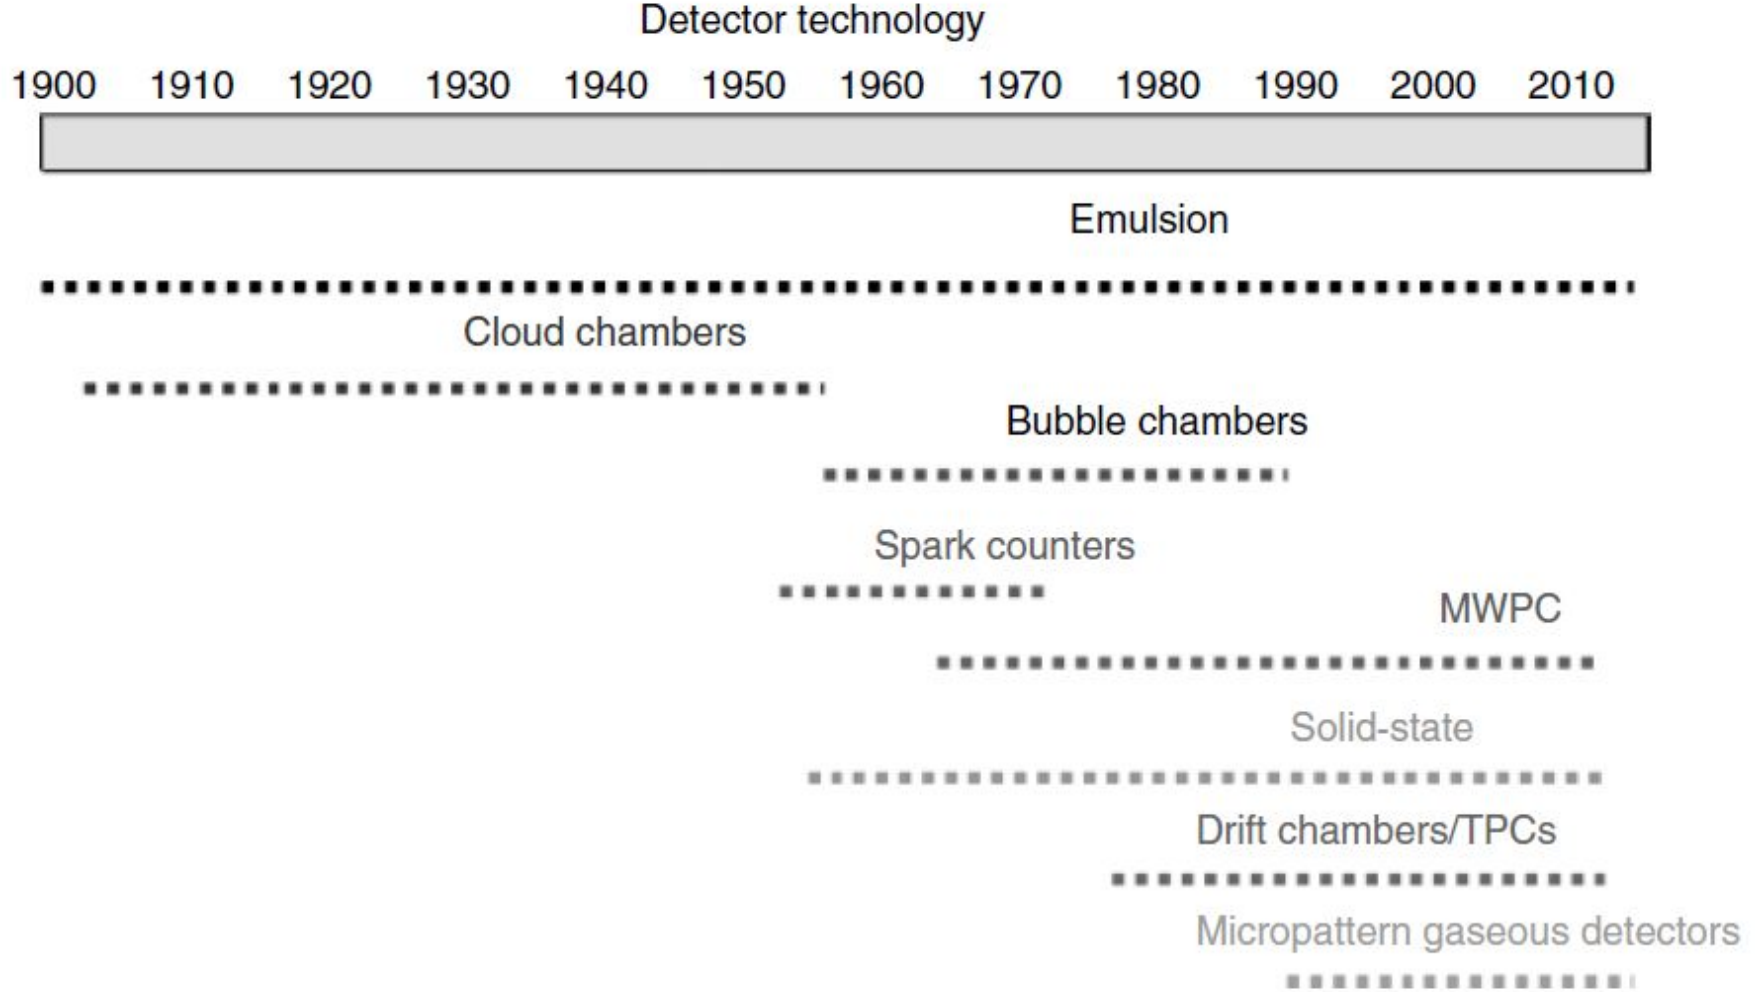 Detector technology
1900 1910 1920 1930 1940 1950 1960 1970 1980 1990 2000 2010
Emulsion
Cloud chambers
Bubble chambers
Spark counters
MWPC
Solid-state
Drift chambers/TPCs
Micropattern gaseous detectors